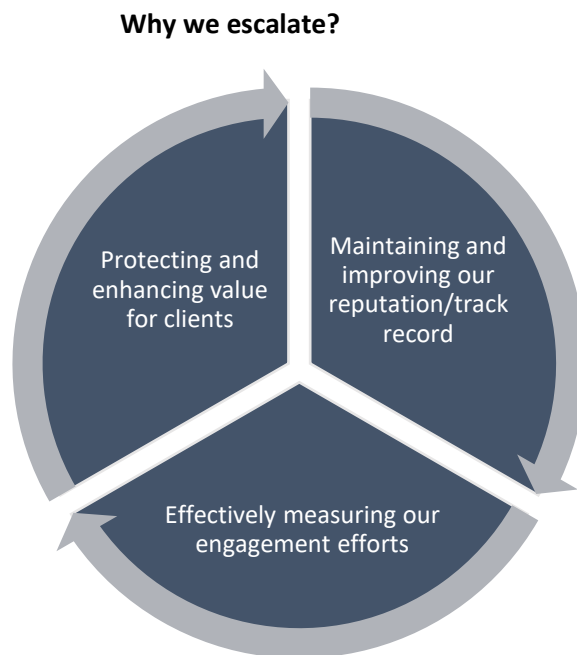 Why we escalate?
Protecting and
enhancing value
for clients
Maintaining and
improving our
reputation/track
record
Effectively measuring our
engagement efforts